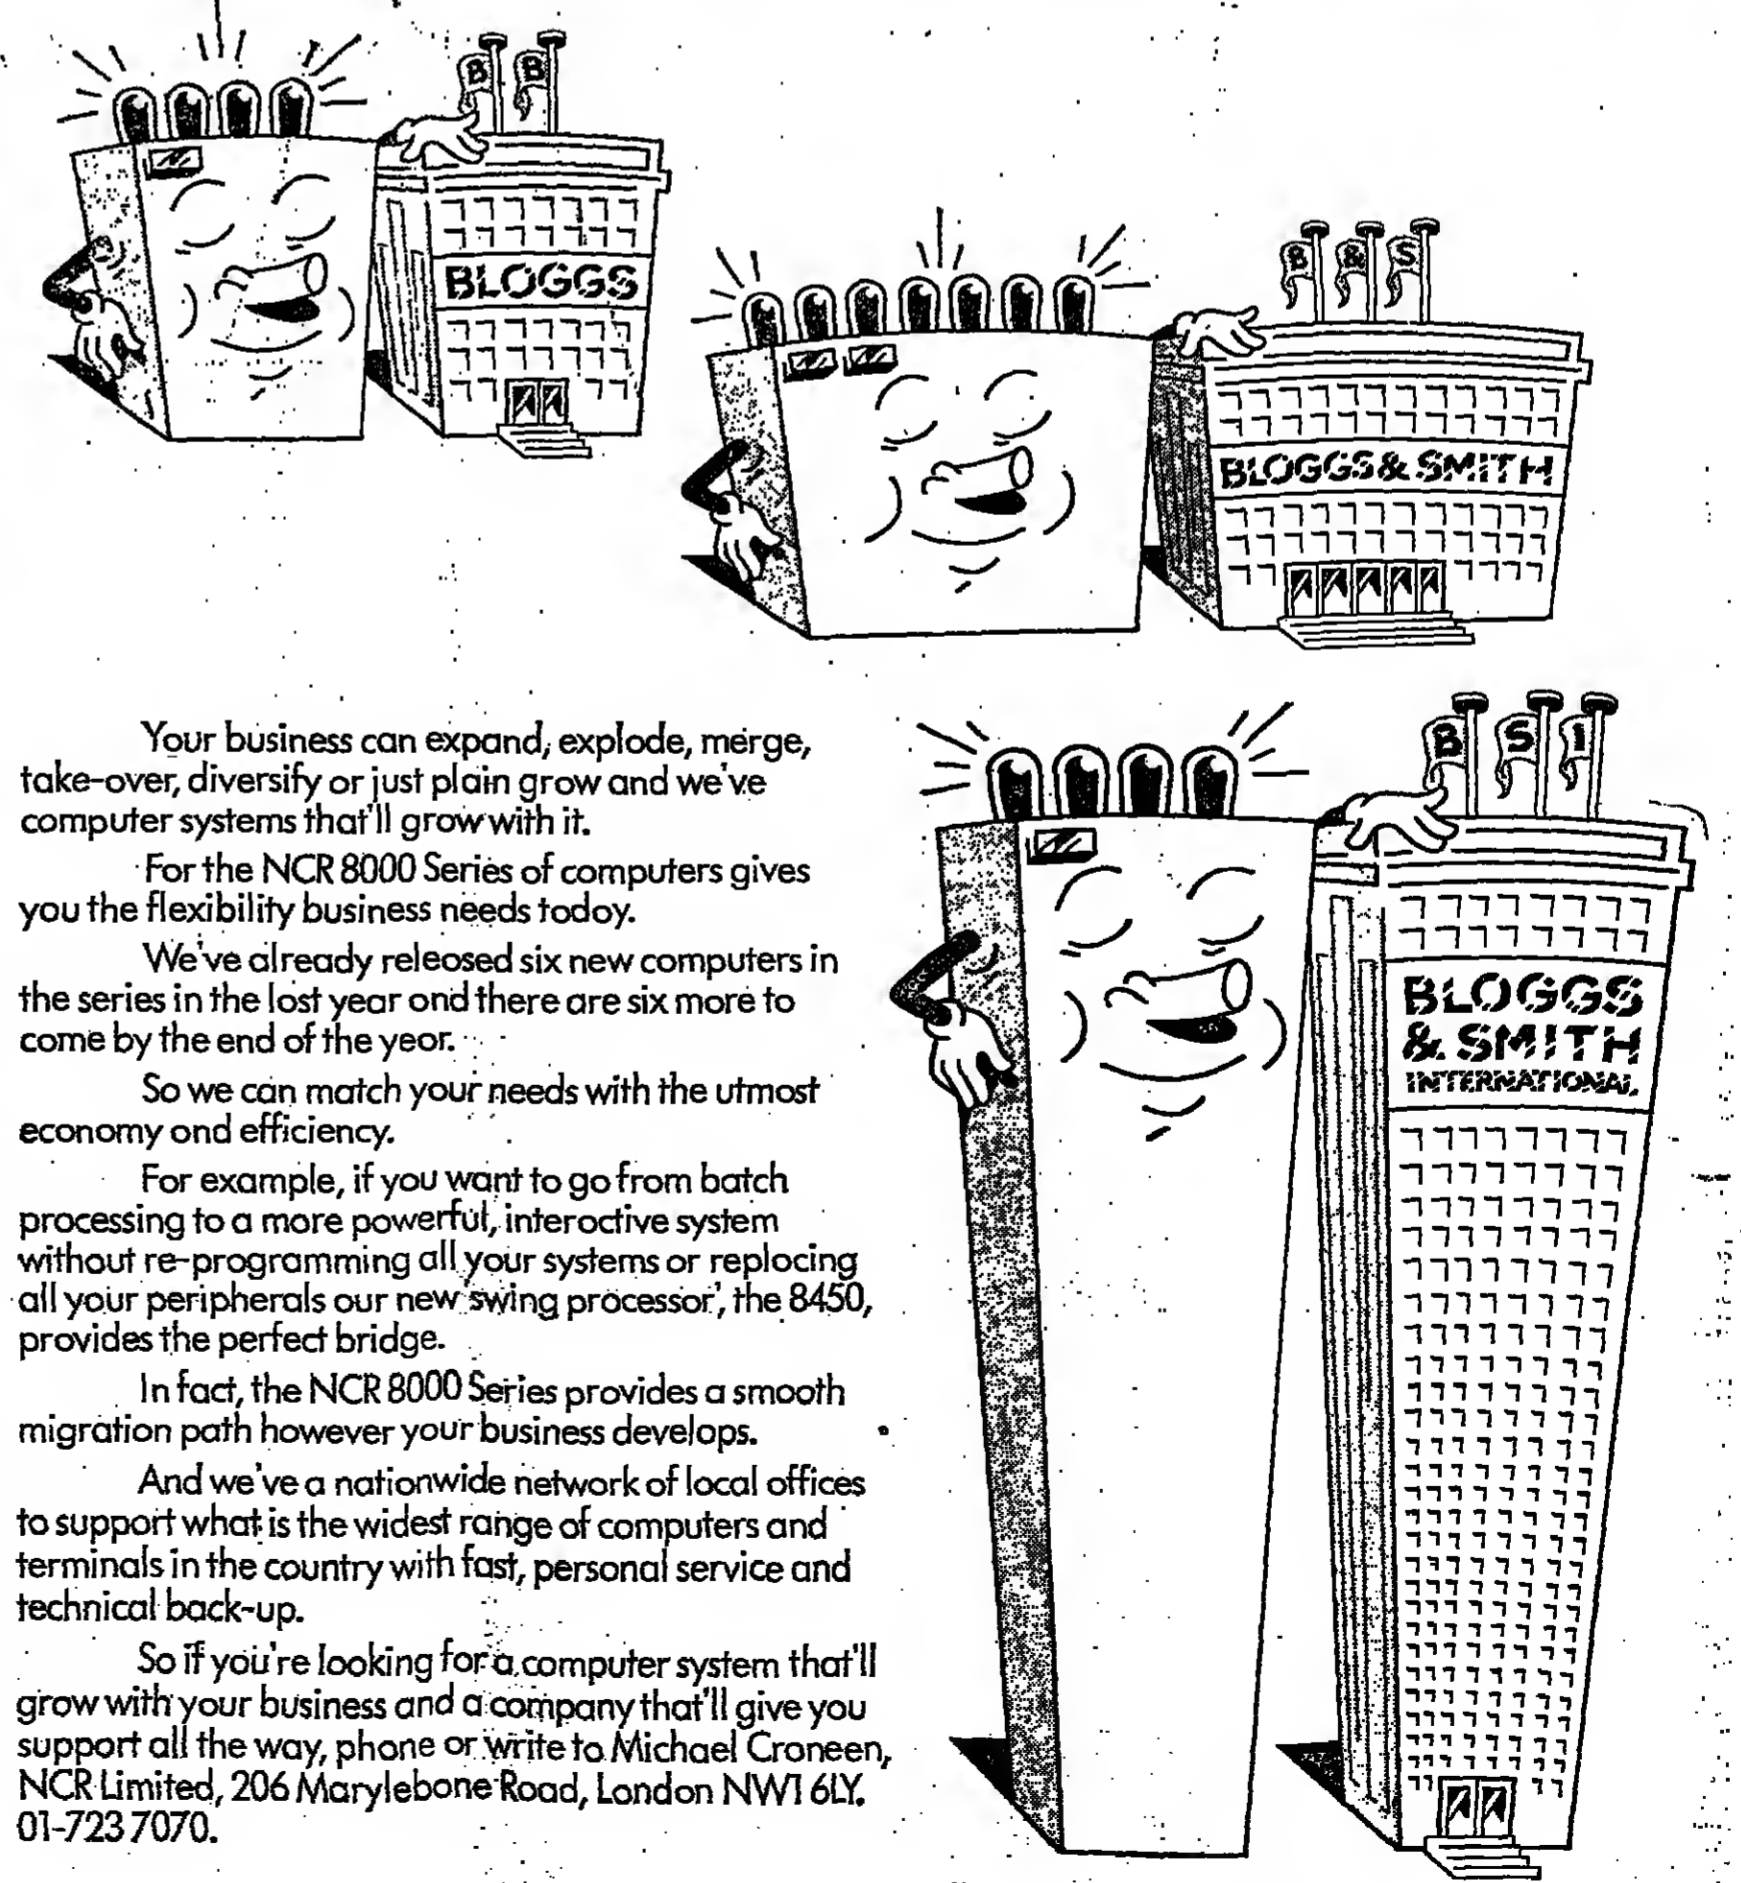 B B
BLOGGS
B & S
BLOGGS & SMITH
Your business can expand, explode, merge,
take-over, diversify or just plain grow and we've
computer systems that'll grow with it.
For the NCR 8000 Series of computers gives
you the flexibility business needs today.
We've already released six new computers in
the series in the last year and there are six more to
come by the end of the year.
So we can match your needs with the utmost
economy and efficiency.
For example, if you want to go from batch
processing to a more powerful, interactive system
without re-programming all your systems or replacing
all your peripherals our new 'swing processor', the 8450,
provides the perfect bridge.
In fact, the NCR 8000 Series provides a smooth
migration path however your business develops.
And we've a nationwide network of local offices
to support what is the widest range of computers and
terminals in the country with fast, personal service and
technical back-up.
So if you're looking for a computer system that'll
grow with your business and a company that'll give you
support all the way, phone or write to Michael Croneen,
NCR Limited, 206 Marylebone Road, London NW1 6LY.
01-723 7070.
B S I
BLOGGS
& SMITH
INTERNATIONAL